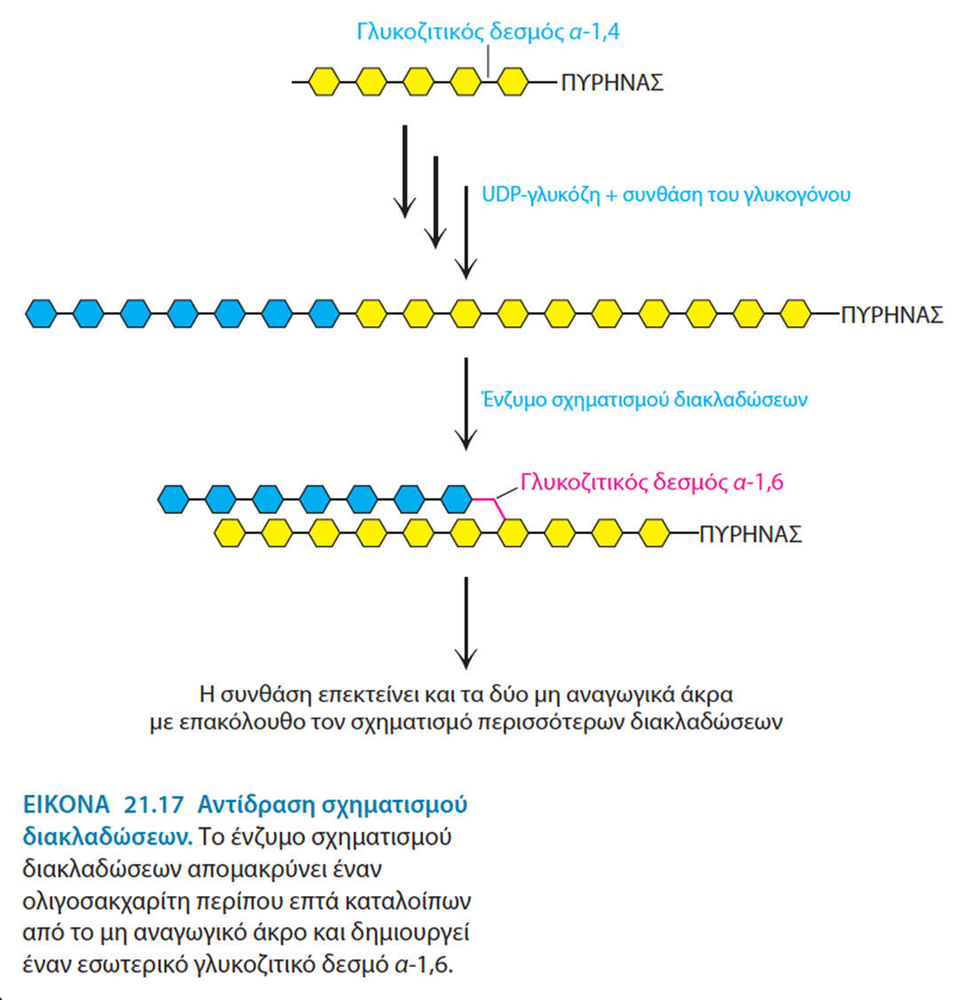 Γλυκοζιτικός δεσμός α-1,4
ΠΥΡΗΝΑΣ
UDP-γλυκόζη + συνθάση του γλυκογόνου
ΠΥΡΗΝΑΣ
Ένζυμο σχηματισμού διακλαδώσεων
Γλυκοζιτικός δεσμός α-1,6
ΠΥΡΗΝΑΣ
Η συνθάση επεκτείνει και τα δύο μη αναγωγικά άκρα
με επακόλουθο τον σχηματισμό περισσότερων διακλαδώσεων
ΕΙΚΟΝΑ 21.17 Αντίδραση σχηματισμού
διακλαδώσεων. Το ένζυμο σχηματισμού
διακλαδώσεων απομακρύνει έναν
ολιγοσακχαρίτη περίπου επτά καταλοίπων
από το μη αναγωγικό άκρο και δημιουργεί
έναν εσωτερικό γλυκοζιτικό δεσμό α-1,6.